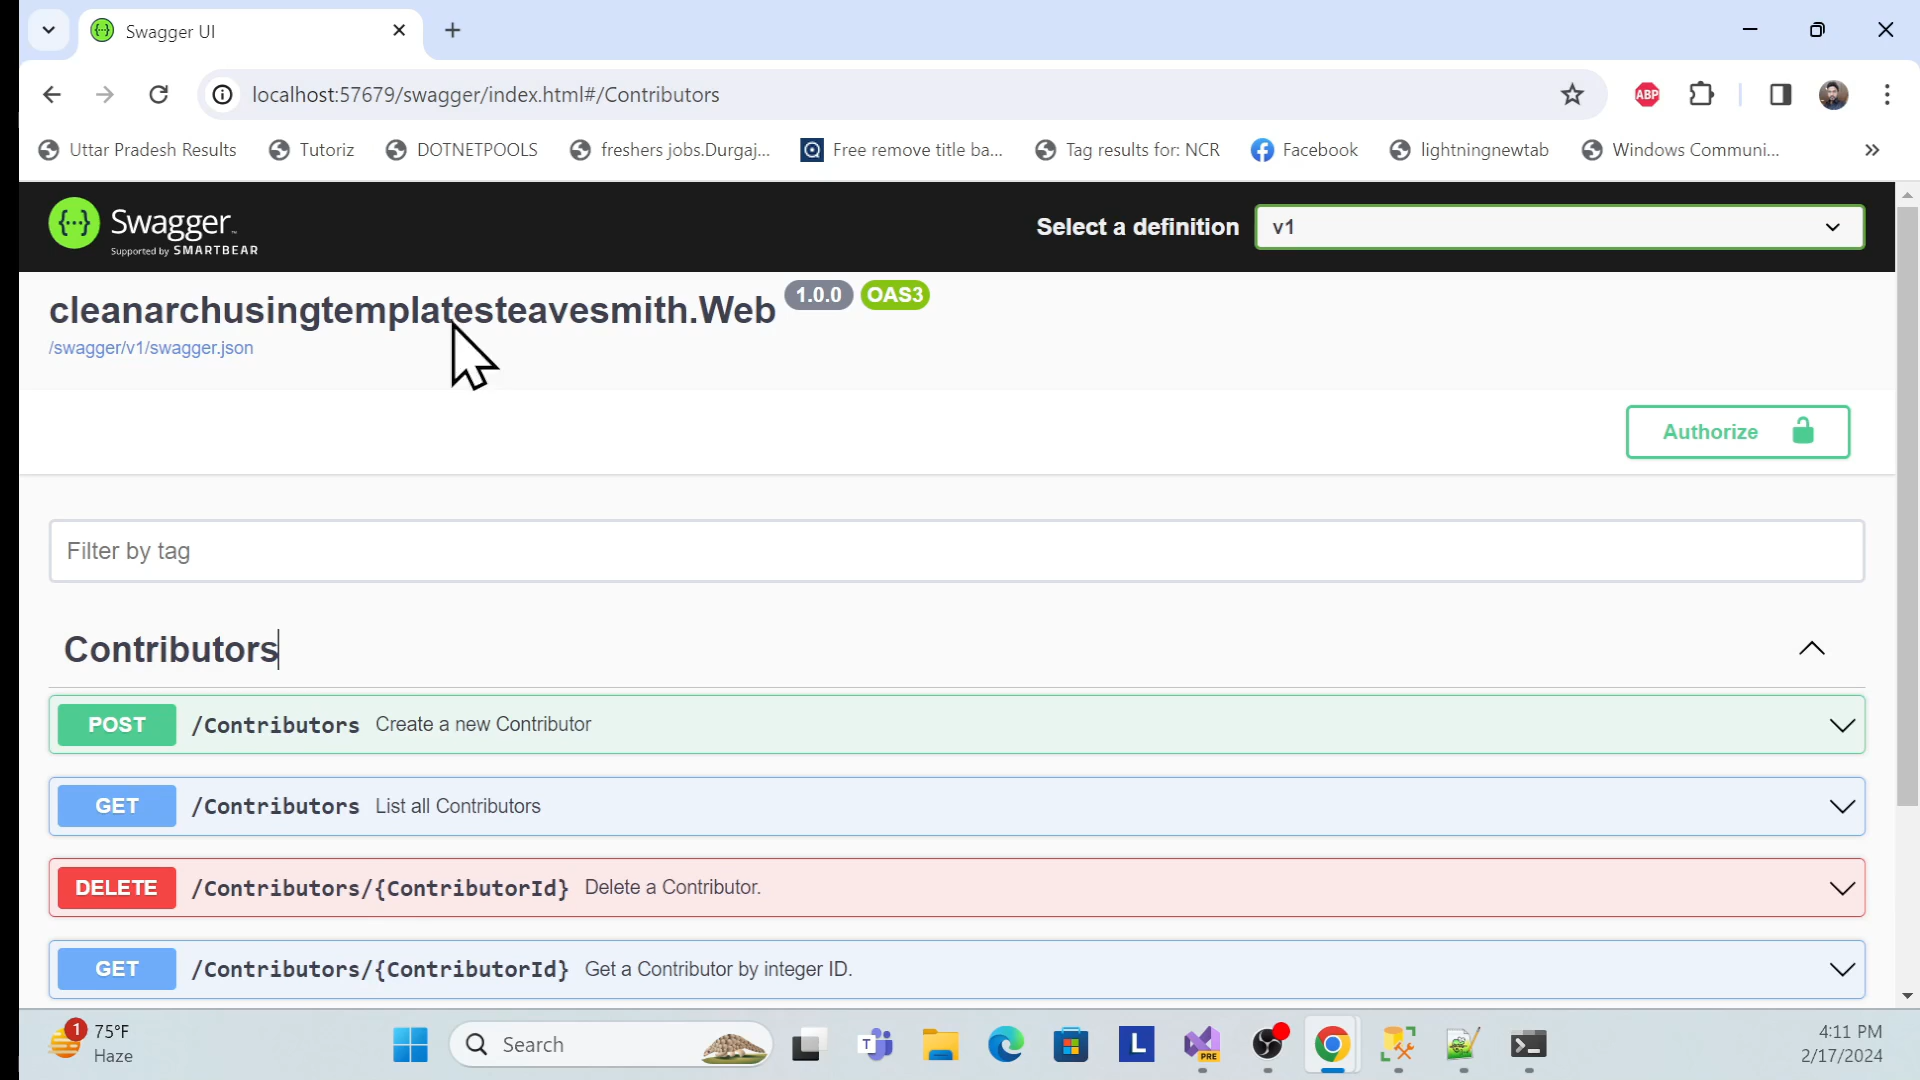 Swagger UI
localhost:57679/swagger/index.html#/Contributors
ABP
Uttar Pradesh Results Tutoriz DOTNETPOOLS freshers jobs.Durgaj... Free remove title ba... Tag results for: NCR Facebook lightningnewtab Windows Communi...
Swagger
Supported by SMARTBEAR
Select a definition v1
cleanarchusingtemplatesteavesmith.Web 1.0.0 OAS3
/swagger/v1/swagger.json
Authorize
Filter by tag
Contributors
POST /Contributors Create a new Contributor
GET /Contributors List all Contributors
DELETE /Contributors/{ContributorId} Delete a Contributor.
GET /Contributors/{ContributorId} Get a Contributor by integer ID.
1 75°F
Haze
Search
T
L
PRE
4:11 PM
2/17/2024